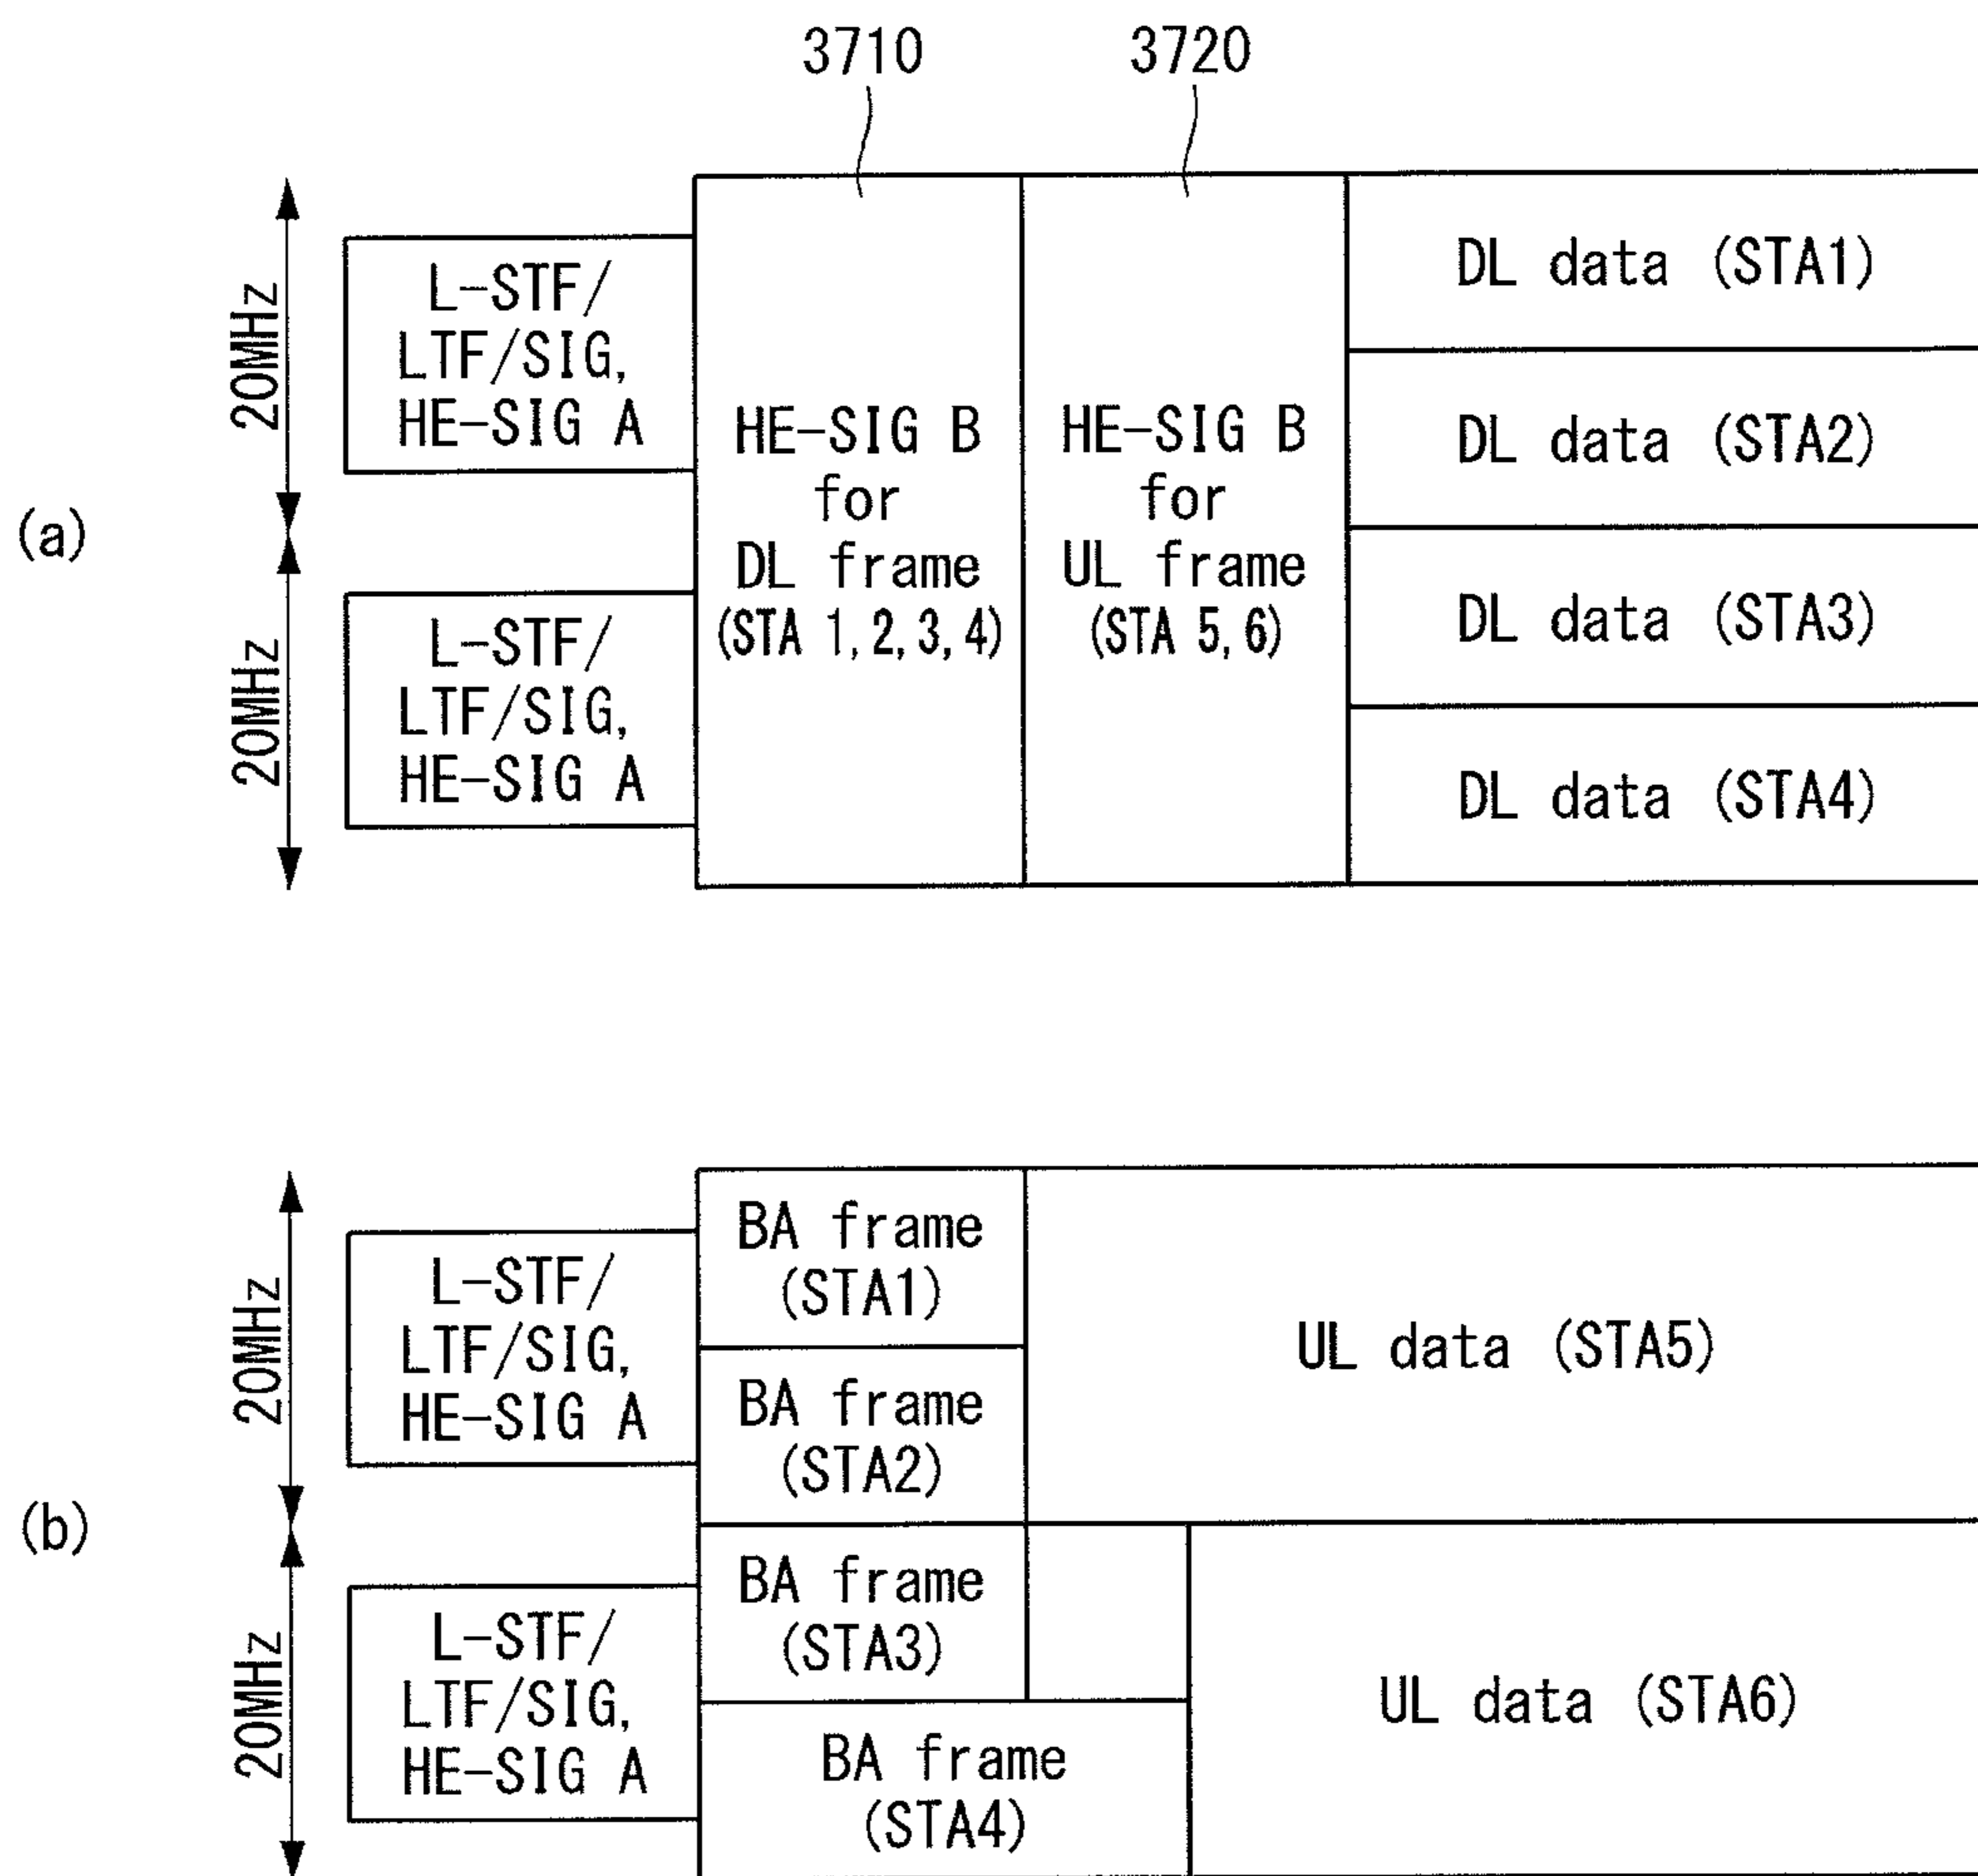 3710
3720
(a)
20MHz
20MHz
L-STF/
LTF/SIG,
HE-SIG A
L-STF/
LTF/SIG,
HE-SIG A
HE-SIG B
for
DL frame
(STA 1, 2, 3, 4)
HE-SIG B
for
UL frame
(STA 5, 6)
DL data (STA1)
DL data (STA2)
DL data (STA3)
DL data (STA4)
(b)
20MHz
20MHz
L-STF/
LTF/SIG,
HE-SIG A
L-STF/
LTF/SIG,
HE-SIG A
BA frame
(STA1)
BA frame
(STA2)
BA frame
(STA3)
BA frame
(STA4)
UL data (STA5)
UL data (STA6)